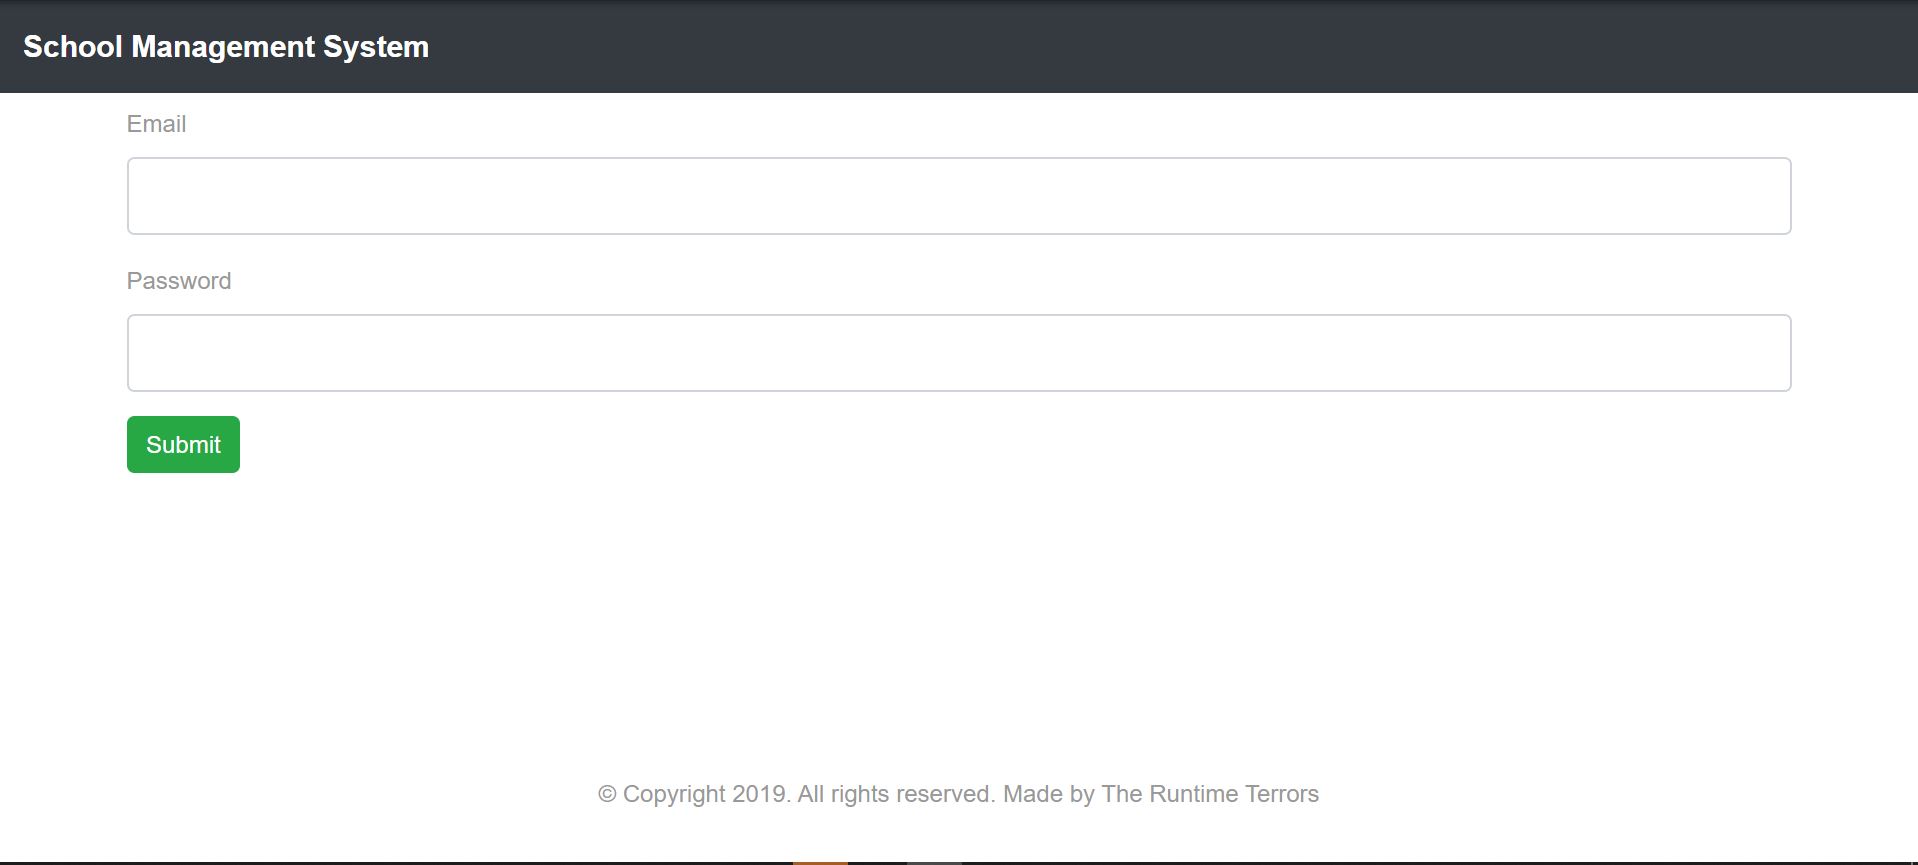 School Management System
Email
Password
Submit
© Copyright 2019. All rights reserved. Made by The Runtime Terrors